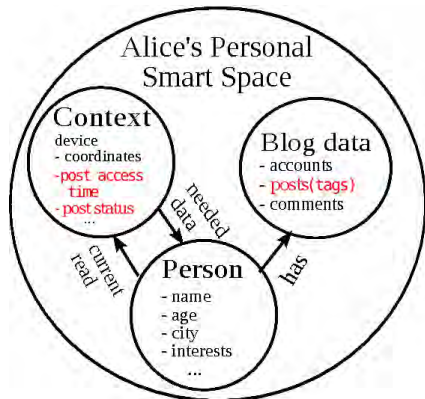 Alice's Personal
Smart Space
Context
device
- coordinates
-post access
time
-post status
...
Blog data
- accounts
- posts(tags)
- comments
needed
data
current
read
has
Person
- name
- age
- city
- interests
...